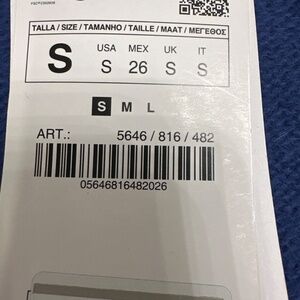 TALLA / SIZE / TAMANHO / TAILLE / MAAT / ΜΕΓΕΘΟΣ
S
USA MEX UK IT
S 26 S S
S M L
ART.: 5646 / 816 / 482
05646816482026